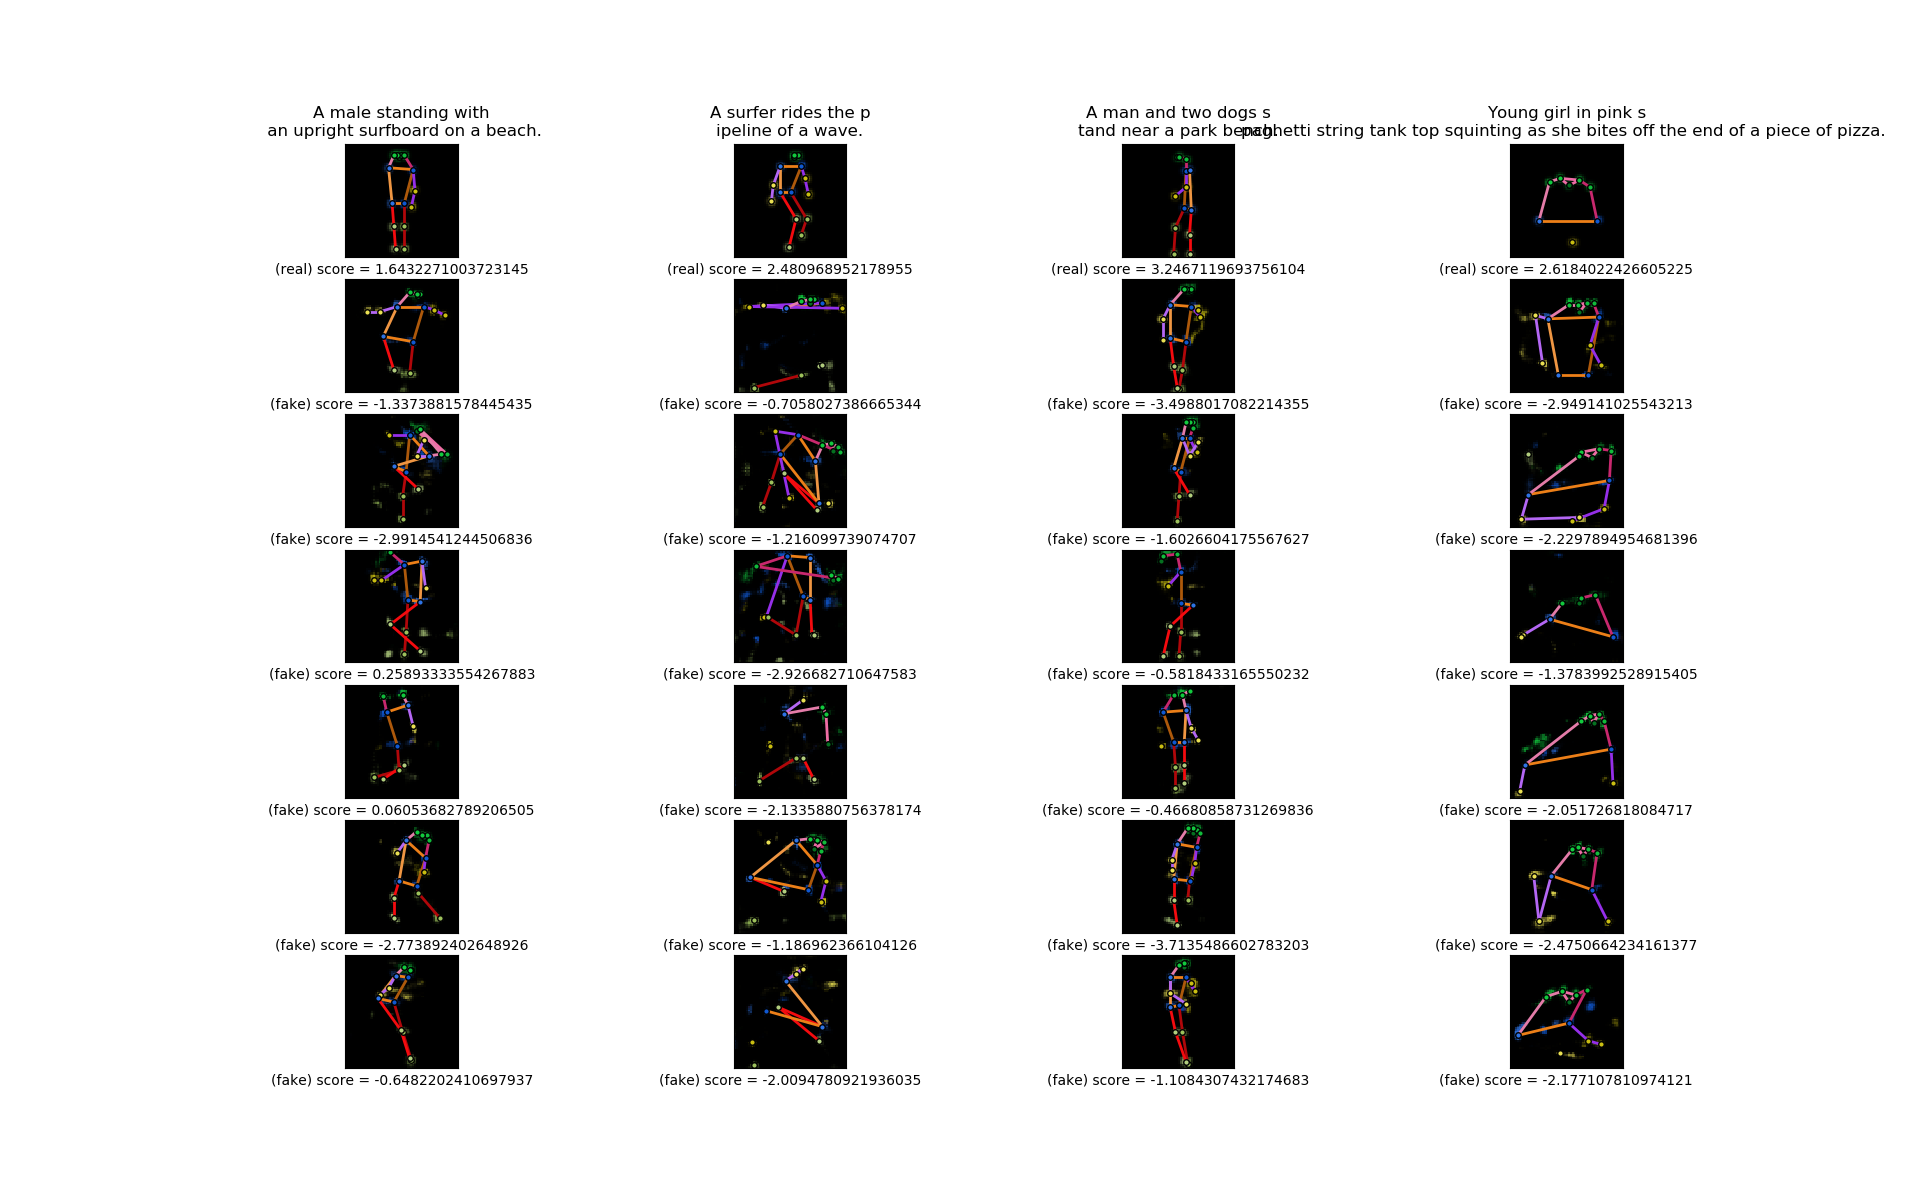 A male standing with
an upright surfboard on a beach.
A surfer rides the p
ipeline of a wave.
A man and two dogs s
tand near a park bench.
Young girl in pink s
paghetti string tank top squinting as she bites off the end of a piece of pizza.
(real) score = 1.6432271003723145
(real) score = 2.480968952178955
(real) score = 3.2467119693756104
(real) score = 2.6184022426605225
(fake) score = -1.3373881578445435
(fake) score = -0.7058027386665344
(fake) score = -3.4988017082214355
(fake) score = -2.949141025543213
(fake) score = -2.9914541244506836
(fake) score = -1.216099739074707
(fake) score = -1.6026604175567627
(fake) score = -2.2297894954681396
(fake) score = 0.25893333554267883
(fake) score = -2.926682710647583
(fake) score = -0.5818433165550232
(fake) score = -1.3783992528915405
(fake) score = 0.06053682789206505
(fake) score = -2.1335880756378174
(fake) score = -0.46680858731269836
(fake) score = -2.051726818084717
(fake) score = -2.773892402648926
(fake) score = -1.186962366104126
(fake) score = -3.7135486602783203
(fake) score = -2.4750664234161377
(fake) score = -0.6482202410697937
(fake) score = -2.0094780921936035
(fake) score = -1.1084307432174683
(fake) score = -2.177107810974121